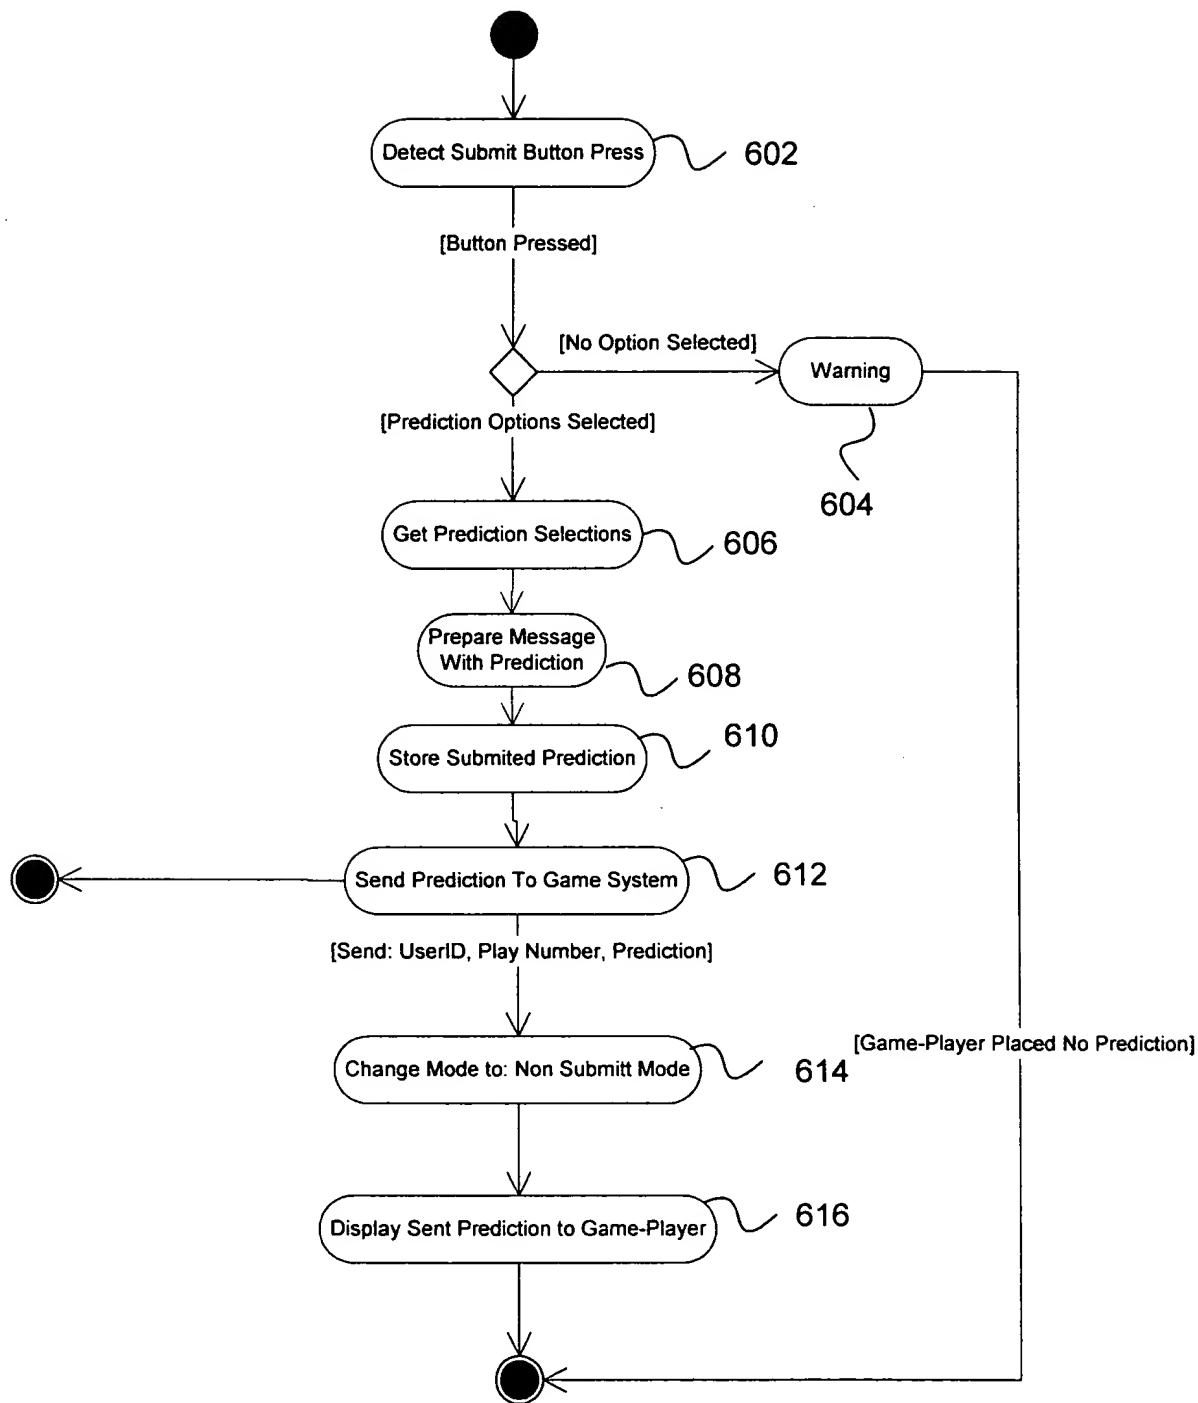 Detect Submit Button Press
602
[Button Pressed]
[No Option Selected]
Warning
604
[Prediction Options Selected]
Get Prediction Selections
606
Prepare Message
With Prediction
608
Store Submited Prediction
610
Send Prediction To Game System
612
[Send: UserID, Play Number, Prediction]
[Game-Player Placed No Prediction]
Change Mode to: Non Submitt Mode
614
Display Sent Prediction to Game-Player
616